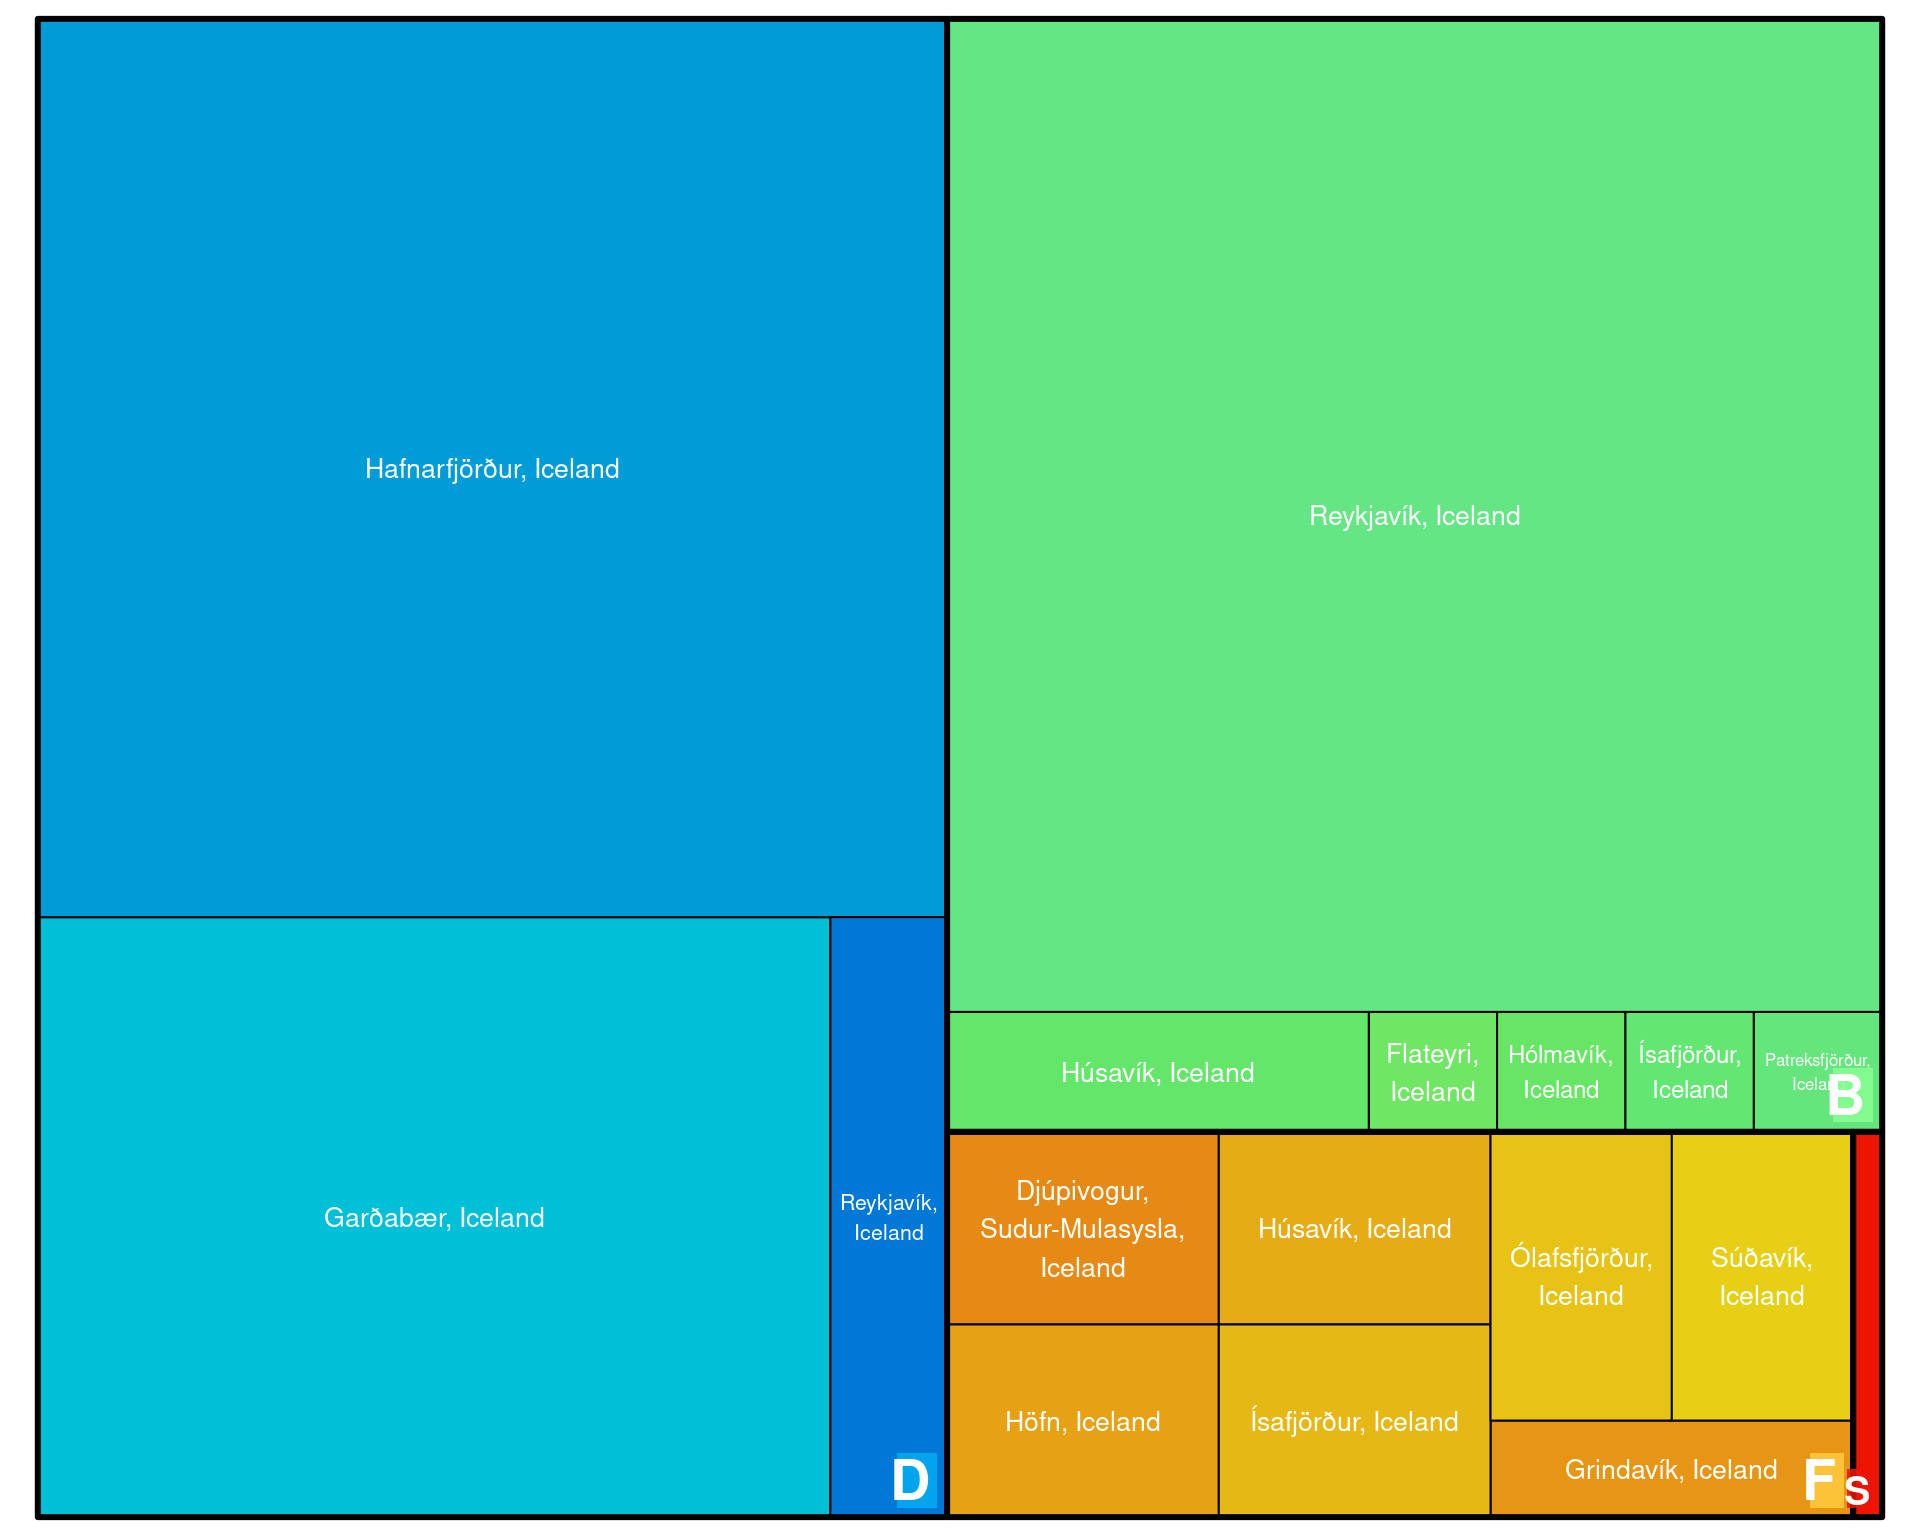 Hafnarfjörður, Iceland
Garðabær, Iceland
Reykjavík,
Iceland
D
Reykjavík, Iceland
Húsavík, Iceland
Flateyri,
Iceland
Hólmavík,
Iceland
Ísafjörður,
Iceland
Patreksfjörður,
Iceland
B
Djúpivogur,
Sudur-Mulasysla,
Iceland
Húsavík, Iceland
Höfn, Iceland
Ísafjörður, Iceland
Ólafsfjörður,
Iceland
Súðavík,
Iceland
Grindavík, Iceland
F
S